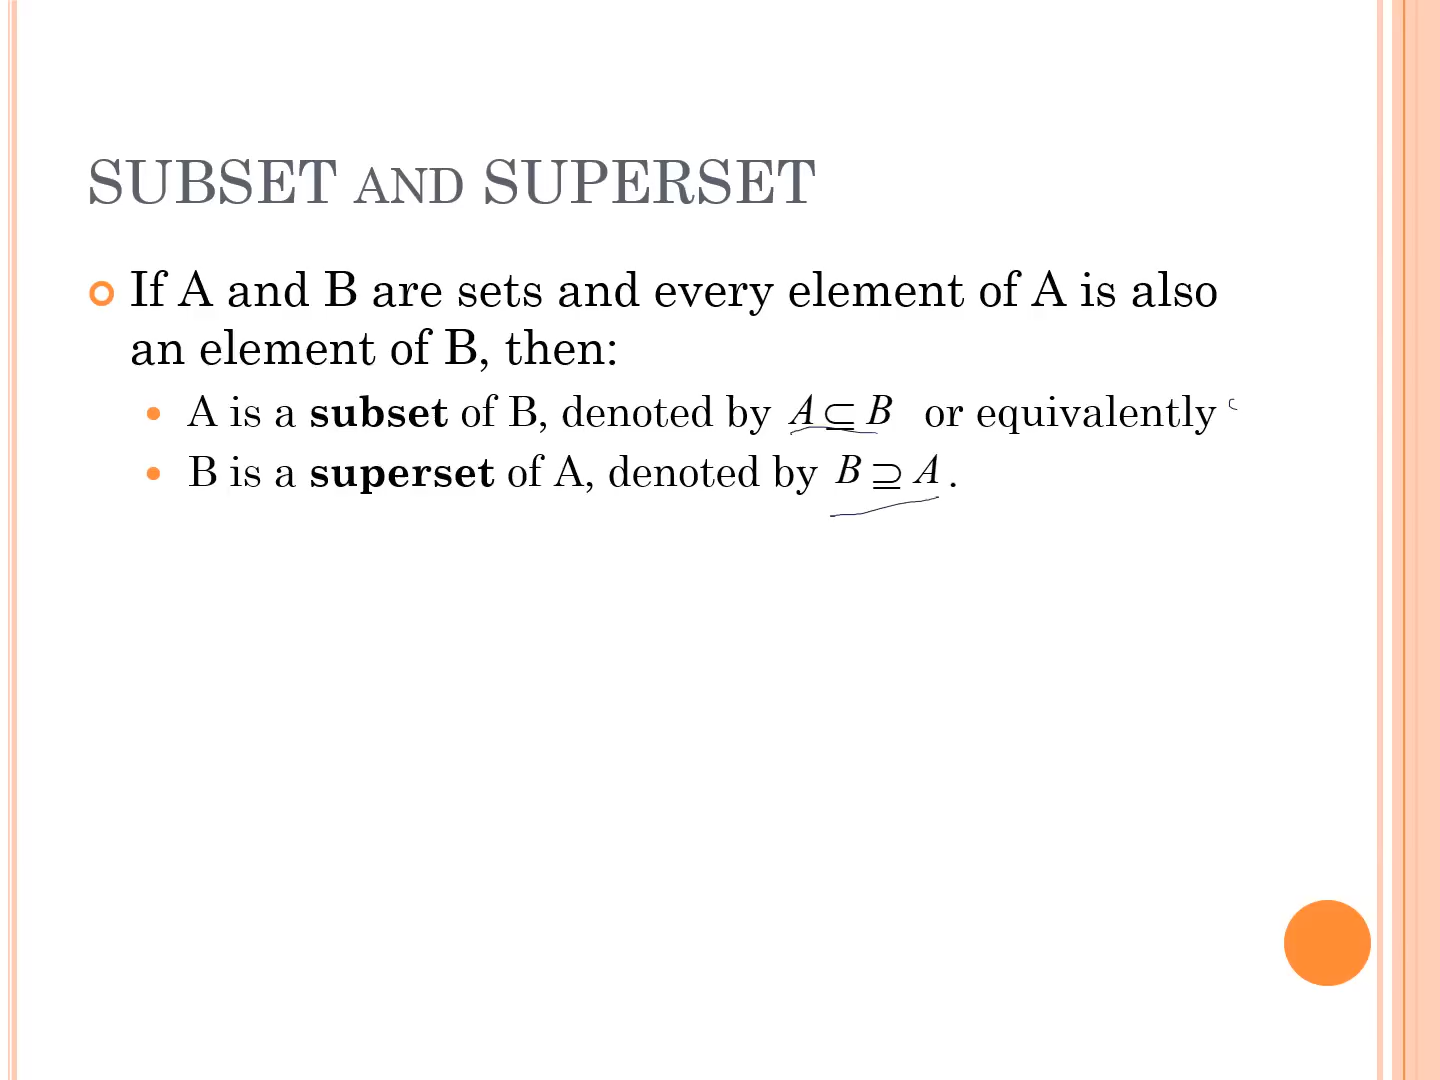 SUBSET AND SUPERSET
If A and B are sets and every element of A is also
an element of B, then:
A is a subset of B, denoted by A ⊆ B or equivalently
B is a superset of A, denoted by B ⊇ A.